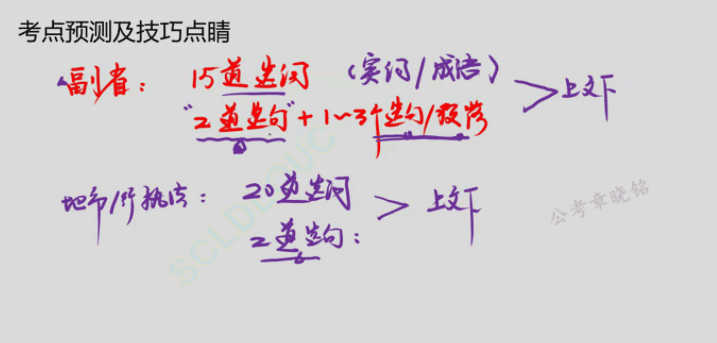 考点预测及技巧点睛
副省：15道选词（实词/成语）
"2道选句"+1~3个选句/段落
>上下文
地市/行执法：20道选词
2道选句：
>上下文
公考章晓铭
SCLDLOUC